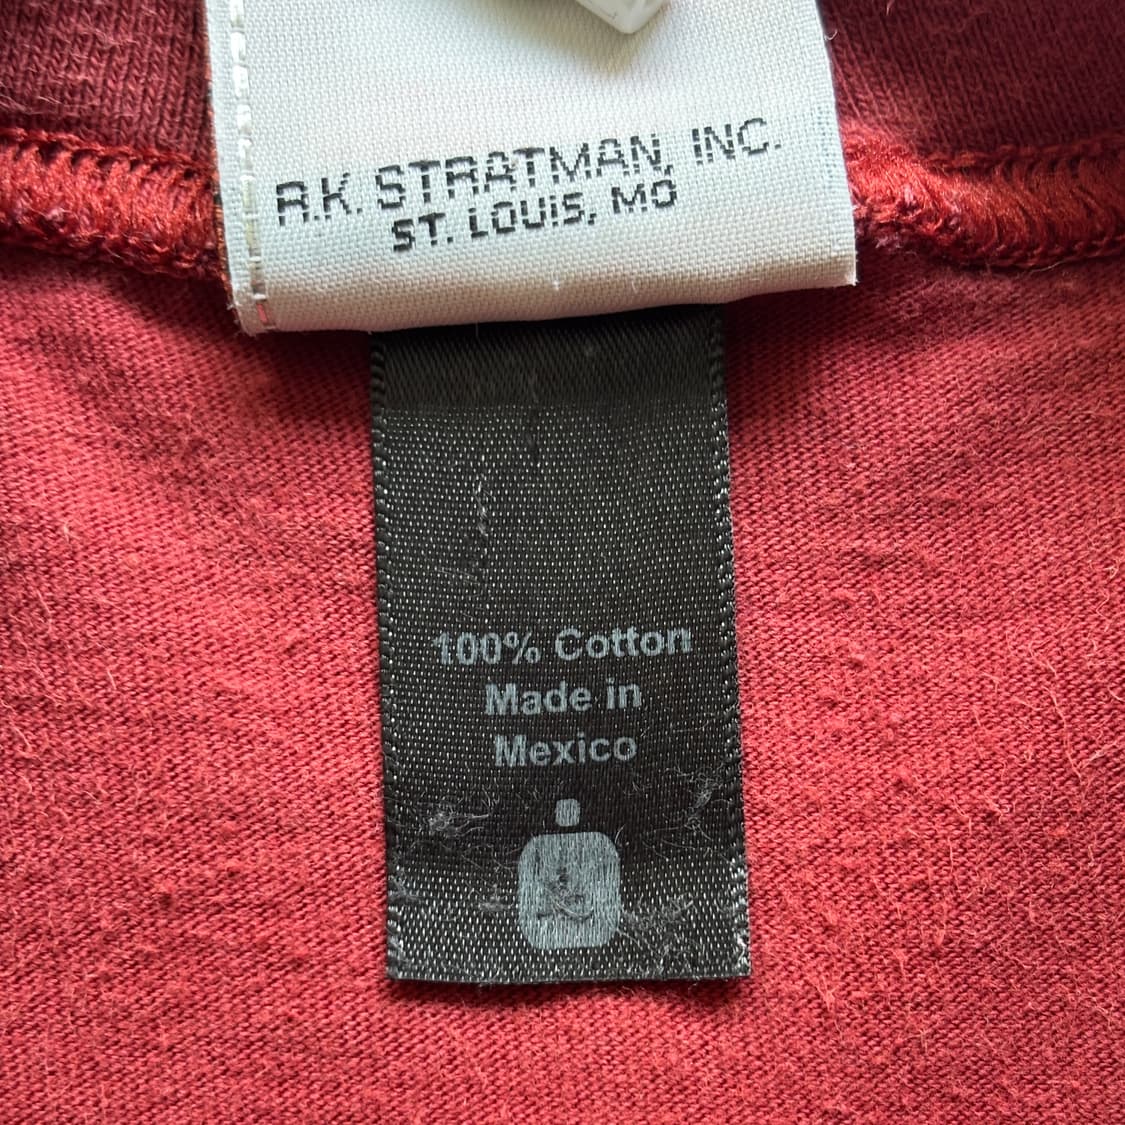 R.K. STRATMAN, INC.
ST. LOUIS, MO
100% Cotton
Made in
Mexico